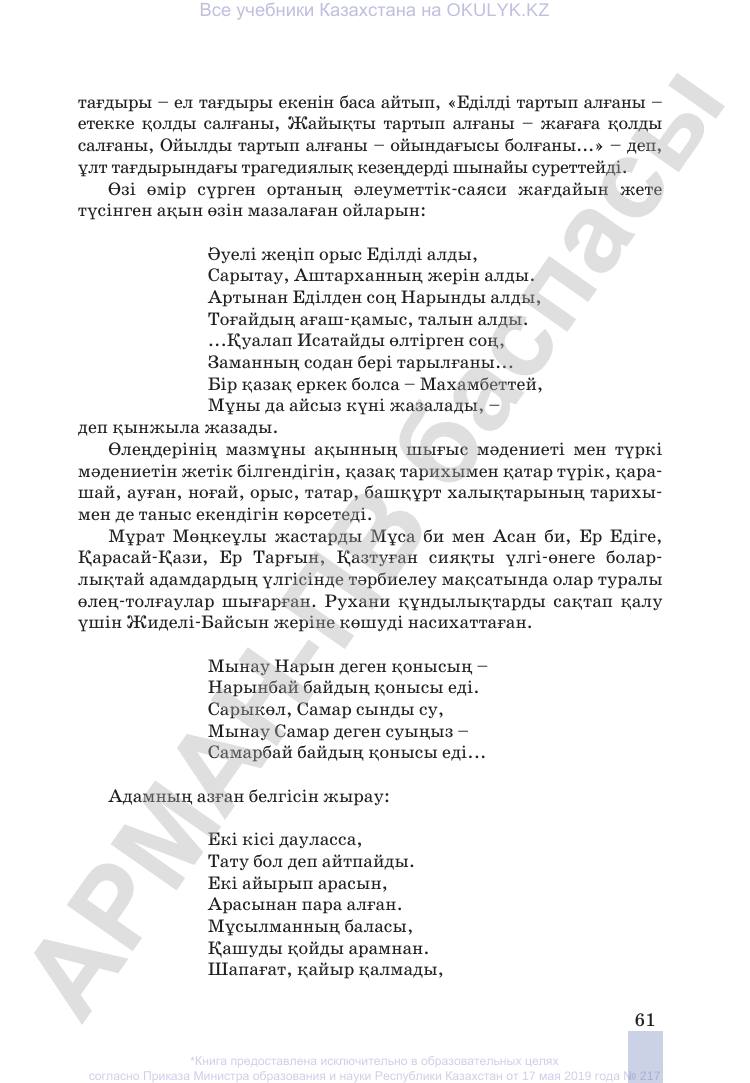 Все учебники Казахстана на OKULYK.KZ
тағдыры – ел тағдыры екенін баса айтып, «Еділді тартып алғаны –
етекке қолды салғаны, Жайықты тартып алғаны – жағаға қолды
салғаны, Ойылды тартып алғаны – ойындағысы болғаны...» – деп,
ұлт тағдырындағы трагедиялық кезеңдерді шынайы суреттейді.
Өзі өмір сүрген ортаның әлеуметтік-саяси жағдайын жете
түсінген ақын өзін мазалаған ойларын:
Әуелі жеңіп орыс Еділді алды,
Сарытау, Аштарханның жерін алды.
Артынан Еділден соң Нарынды алды,
Тоғайдың ағаш-қамыс, талын алды.
...Қуалап Исатайды өлтірген соң,
Заманның содан бері тарылғаны...
Бір қазақ еркек болса – Махамбеттей,
Мұны да айсыз күні жазалады, –
деп қынжыла жазады.
Өлеңдерінің мазмұны ақынның шығыс мәдениеті мен түркі
мәдениетін жетік білгендігін, қазақ тарихымен қатар түрік, қара-
шай, ауған, ноғай, орыс, татар, башқұрт халықтарының тарихы-
мен де таныс екендігін көрсетеді.
Мұрат Мөңкеұлы жастарды Мұса би мен Асан би, Ер Едіге,
Қарасай-Қази, Ер Тарғын, Қазтуған сияқты үлгі-өнеге болар-
лықтай адамдардың үлгісінде тәрбиелеу мақсатында олар туралы
өлең-толғаулар шығарған. Рухани құндылықтарды сақтап қалу
үшін Жиделі-Байсын жеріне көшуді насихаттаған.
Мынау Нарын деген қонысың –
Нарынбай байдың қонысы еді.
Сарыкөл, Самар сынды су,
Мынау Самар деген суыңыз –
Самарбай байдың қонысы еді...
Адамның азған белгісін жырау:
Екі кісі дауласса,
Тату бол деп айтпайды.
Екі айырып арасын,
Арасынан пара алған.
Мұсылманның баласы,
Қашуды қойды арамнан.
Шапағат, қайыр қалмады,
АРМАН-ПВ баспасы
61
*Книга предоставлена исключительно в образовательных целях
согласно Приказа Министра образования и науки Республики Казахстан от 17 мая 2019 года № 217